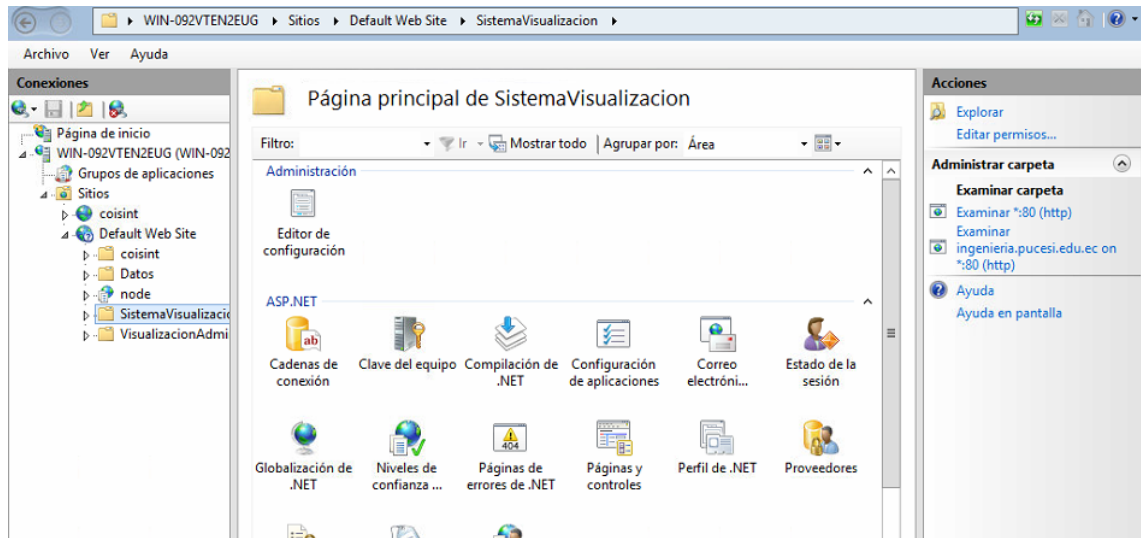 WIN-092VTEN2EUG Sitios Default Web Site SistemaVisualizacion
Archivo Ver Ayuda
Conexiones
Página de inicio
WIN-092VTEN2EUG (WIN-092
Grupos de aplicaciones
Sitios
coisint
Default Web Site
coisint
Datos
node
SistemaVisualizacio
VisualizacionAdmi
Página principal de SistemaVisualizacion
Filtro: Ir Mostrar todo Agrupar por: Área
Administración
Editor de
configuración
ASP.NET
ab
Cadenas de
conexión
Clave del equipo
Compilación de
.NET
Configuración
de aplicaciones
Correo
electróni...
Estado de la
sesión
Globalización de
.NET
Niveles de
confianza ...
404
Páginas de
errores de .NET
Páginas y
controles
Perfil de .NET
Proveedores
Acciones
Explorar
Editar permisos...
Administrar carpeta
Examinar carpeta
Examinar *:80 (http)
Examinar
ingenieria.pucesi.edu.ec on
*:80 (http)
Ayuda
Ayuda en pantalla